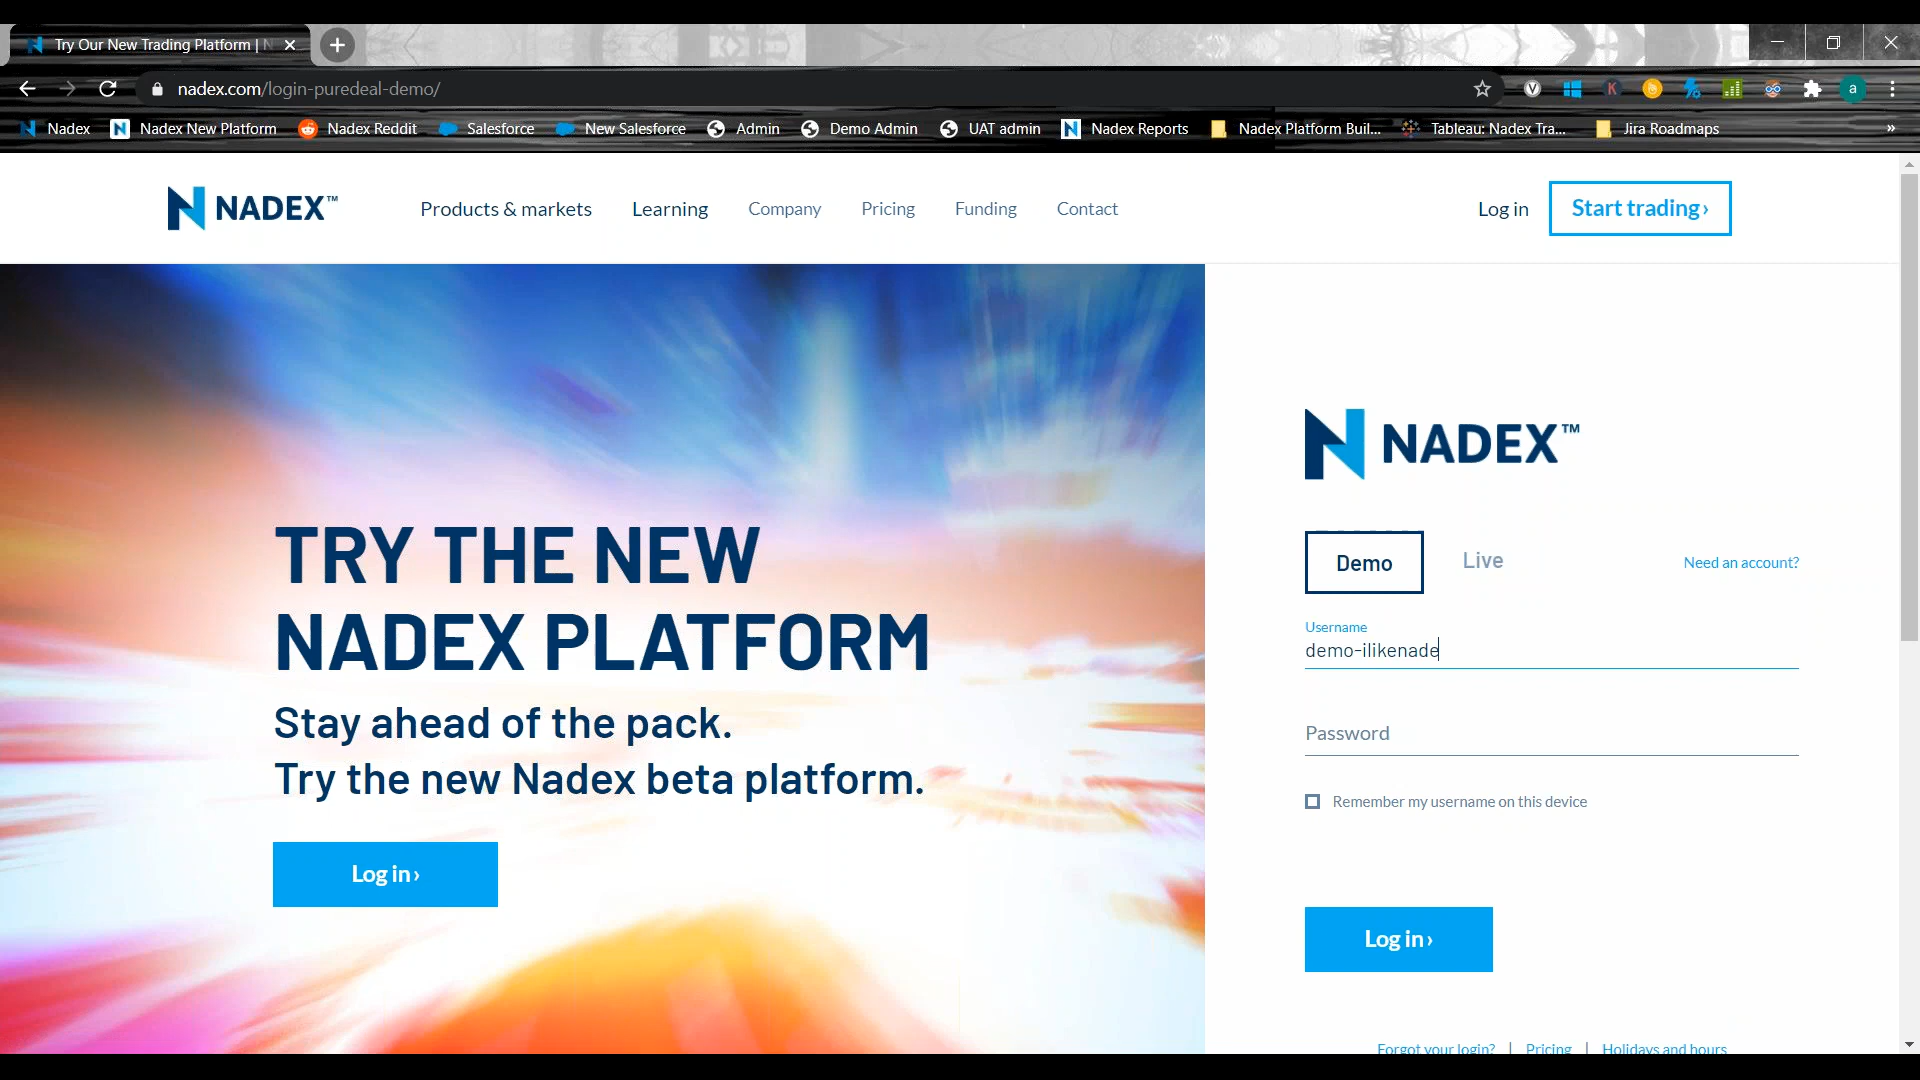 Try Our New Trading Platform | N
nadex.com/login-puredeal-demo/
a
Nadex
Nadex New Platform
Nadex Reddit
Salesforce
New Salesforce
Admin
Demo Admin
UAT admin
Nadex Reports
Nadex Platform Buil...
Tableau: Nadex Tra...
Jira Roadmaps
»
NADEX™
Products & markets
Learning
Company
Pricing
Funding
Contact
Log in
Start trading ›
TRY THE NEW
NADEX PLATFORM
Stay ahead of the pack.
Try the new Nadex beta platform.
Log in ›
NADEX™
Demo
Live
Need an account?
Username
demo-ilikenade
Password
Remember my username on this device
Log in ›
Forgot your login? | Pricing | Holidays and hours